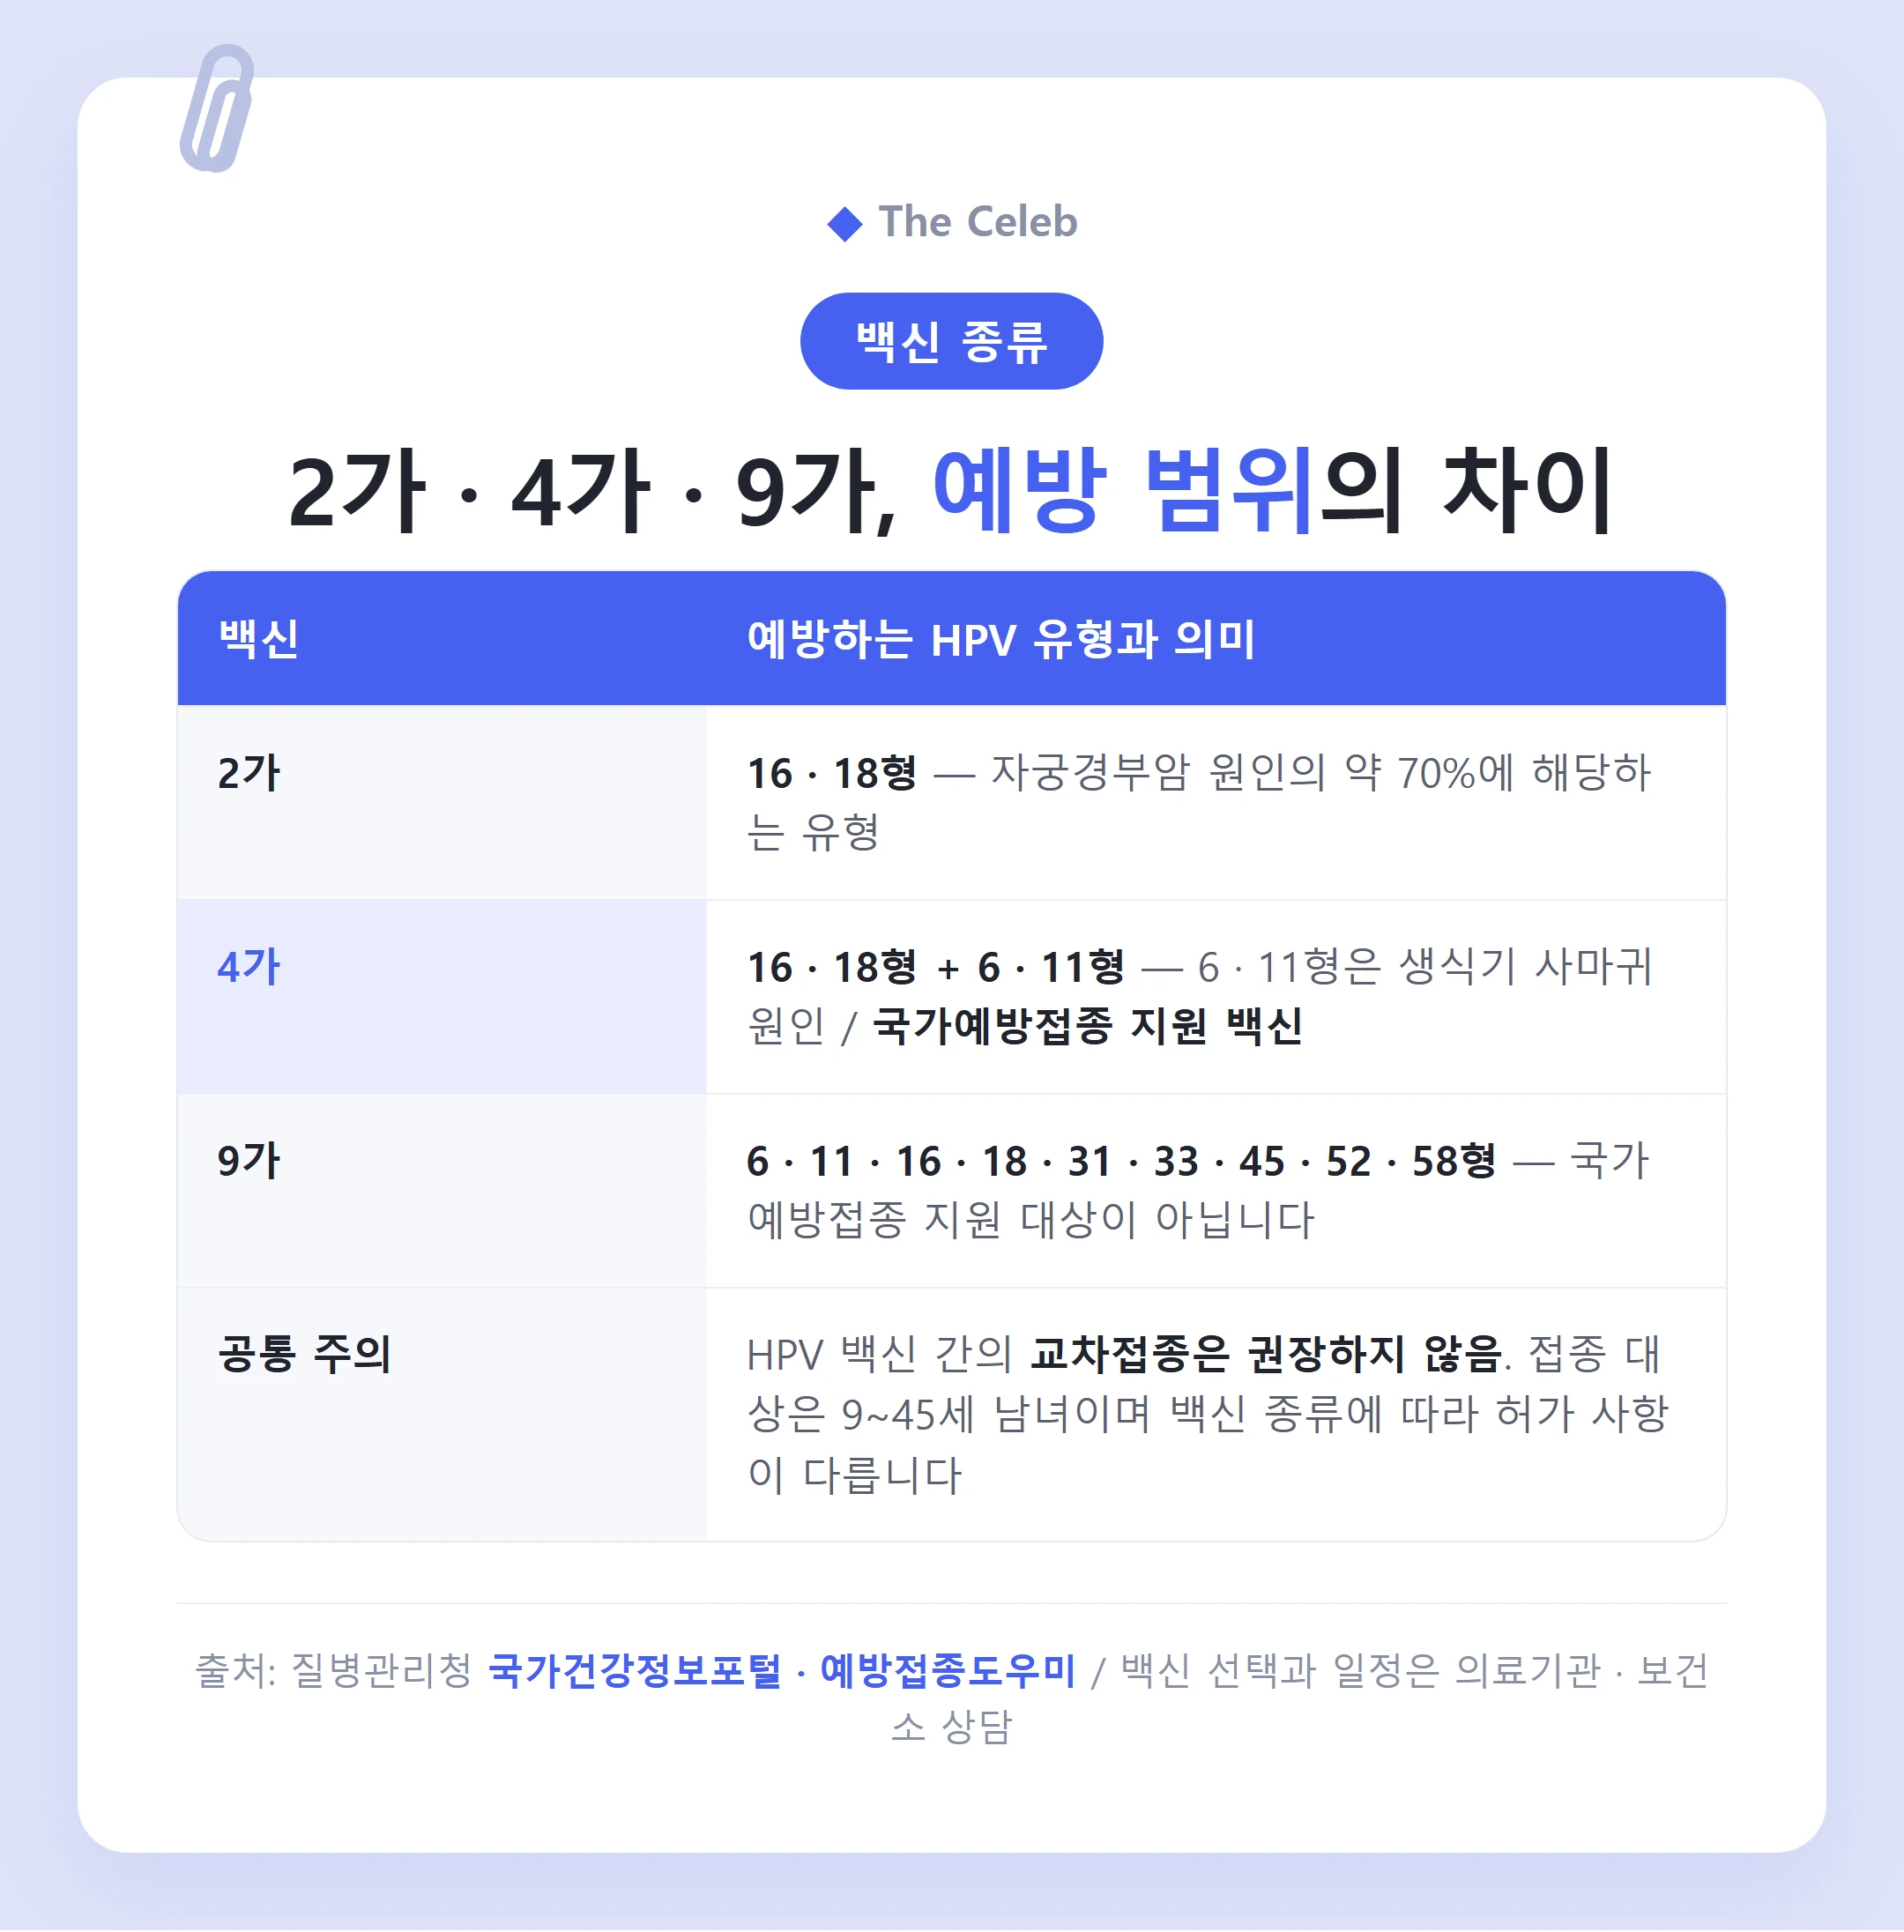 The Celeb
백신 종류
2가 · 4가 · 9가, 예방 범위의 차이
백신 예방하는 HPV 유형과 의미
2가 16 · 18형 — 자궁경부암 원인의 약 70%에 해당하
는 유형
4가 16 · 18형 + 6 · 11형 — 6 · 11형은 생식기 사마귀
원인 / 국가예방접종 지원 백신
9가 6 · 11 · 16 · 18 · 31 · 33 · 45 · 52 · 58형 — 국가
예방접종 지원 대상이 아닙니다
공통 주의 HPV 백신 간의 교차접종은 권장하지 않음. 접종 대
상은 9~45세 남녀이며 백신 종류에 따라 허가 사항
이 다릅니다
출처: 질병관리청 국가건강정보포털 · 예방접종도우미 / 백신 선택과 일정은 의료기관 · 보건
소 상담